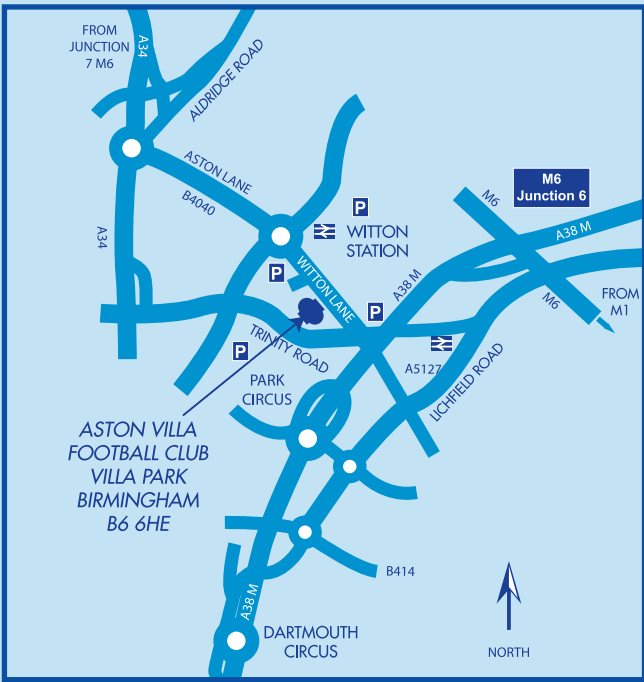 FROM
JUNCTION
7 M6
A34
ALDRIDGE ROAD
ASTON LANE
B4040
A34
P
WITTON
STATION
M6
Junction 6
M6
A38 M
M6
FROM
M1
P
WITTON LANE
A38 M
P
TRINITY ROAD
P
A5127
LICHFIELD ROAD
PARK
CIRCUS
ASTON VILLA
FOOTBALL CLUB
VILLA PARK
BIRMINGHAM
B6 6HE
B414
A38 M
DARTMOUTH
CIRCUS
NORTH